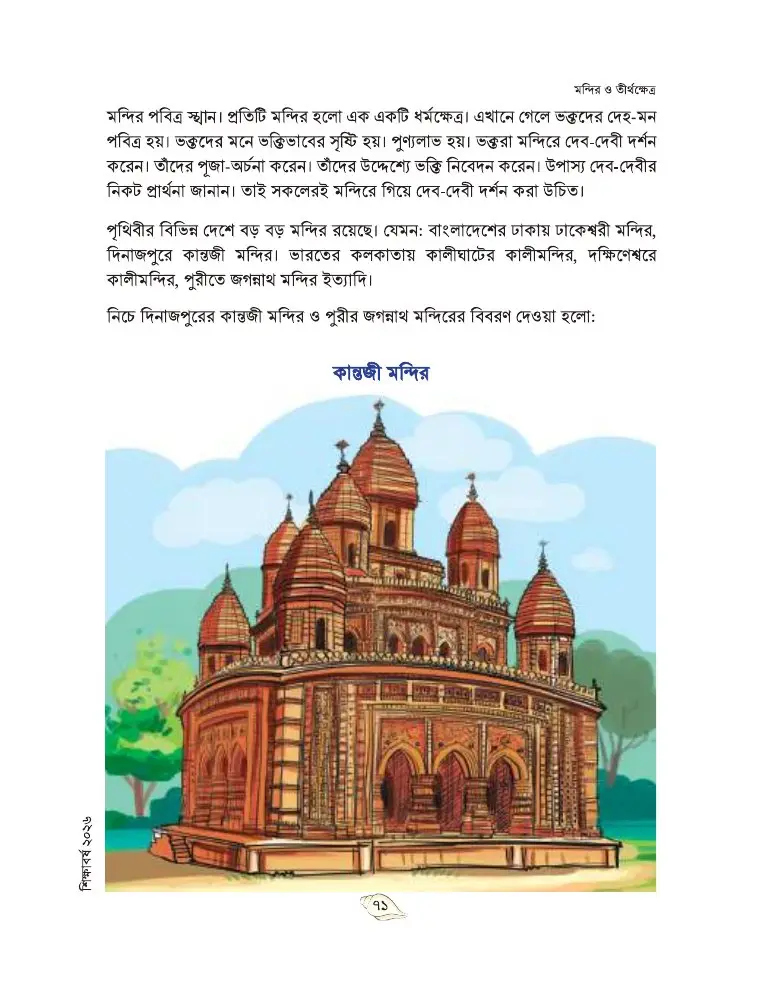 মন্দির ও তীর্থক্ষেত্র
মন্দির পবিত্র স্থান। প্রতিটি মন্দির হলো এক একটি ধর্মক্ষেত্র। এখানে গেলে ভক্তদের দেহ-মন
পবিত্র হয়। ভক্তদের মনে ভক্তিভাবের সৃষ্টি হয়। পুণ্যলাভ হয়। ভক্তরা মন্দিরে দেব-দেবী দর্শন
করেন। তাঁদের পূজা-অর্চনা করেন। তাঁদের উদ্দেশ্যে ভক্তি নিবেদন করেন। উপাস্য দেব-দেবীর
নিকট প্রার্থনা জানান। তাই সকলেরই মন্দিরে গিয়ে দেব-দেবী দর্শন করা উচিত।
পৃথিবীর বিভিন্ন দেশে বড় বড় মন্দির রয়েছে। যেমন: বাংলাদেশের ঢাকায় ঢাকেশ্বরী মন্দির,
দিনাজপুরে কান্তজী মন্দির। ভারতের কলকাতায় কালীঘাটের কালীমন্দির, দক্ষিণেশ্বরে
কালীমন্দির, পুরীতে জগন্নাথ মন্দির ইত্যাদি।
নিচে দিনাজপুরের কান্তজী মন্দির ও পুরীর জগন্নাথ মন্দিরের বিবরণ দেওয়া হলো:
কান্তজী মন্দির
শিক্ষাবর্ষ ২০২৬
৭১